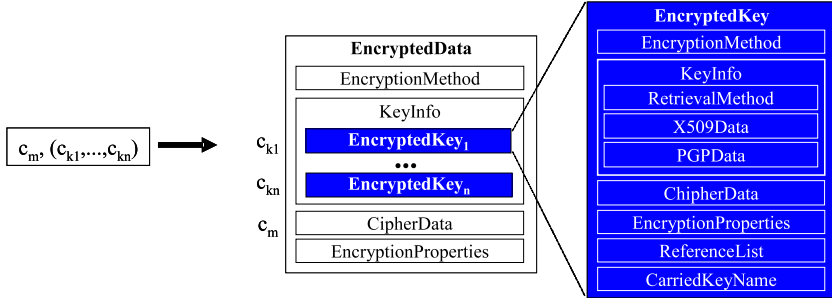 cm, (ck1,...,ckn)
EncryptedData
EncryptionMethod
KeyInfo
ck1
EncryptedKey1
...
ckn
EncryptedKeyn
cm
CipherData
EncryptionProperties
EncryptedKey
EncryptionMethod
KeyInfo
RetrievalMethod
X509Data
PGPData
ChipherData
EncryptionProperties
ReferenceList
CarriedKeyName